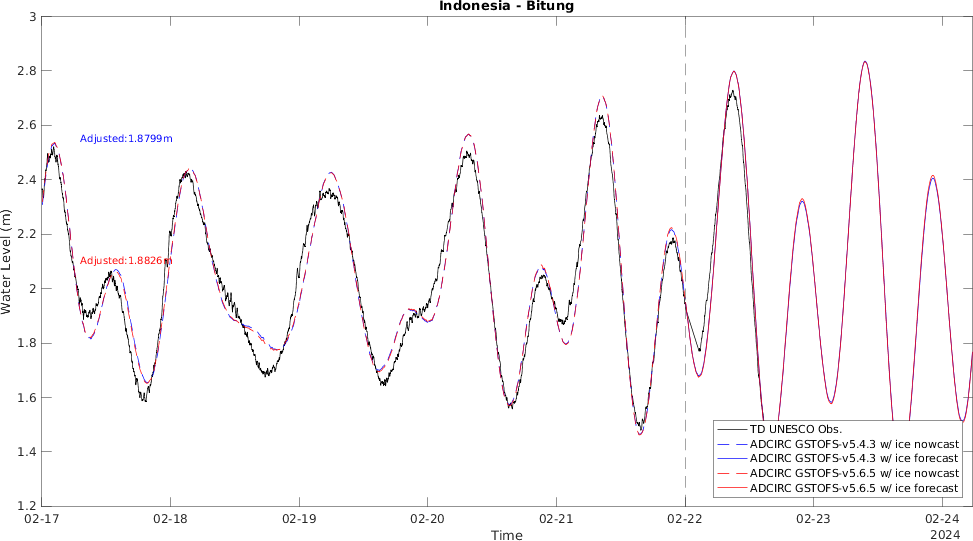 Indonesia - Bitung
Water Level (m)
3
2.8
2.6
2.4
2.2
2
1.8
1.6
1.4
1.2
Adjusted:1.8799m
Adjusted:1.8826
TD UNESCO Obs.
ADCIRC GSTOFS-v5.4.3 w/ ice nowcast
ADCIRC GSTOFS-v5.4.3 w/ ice forecast
ADCIRC GSTOFS-v5.6.5 w/ ice nowcast
ADCIRC GSTOFS-v5.6.5 w/ ice forecast
02-17 02-18 02-19 02-20 02-21 02-22 02-23 02-24
Time
2024